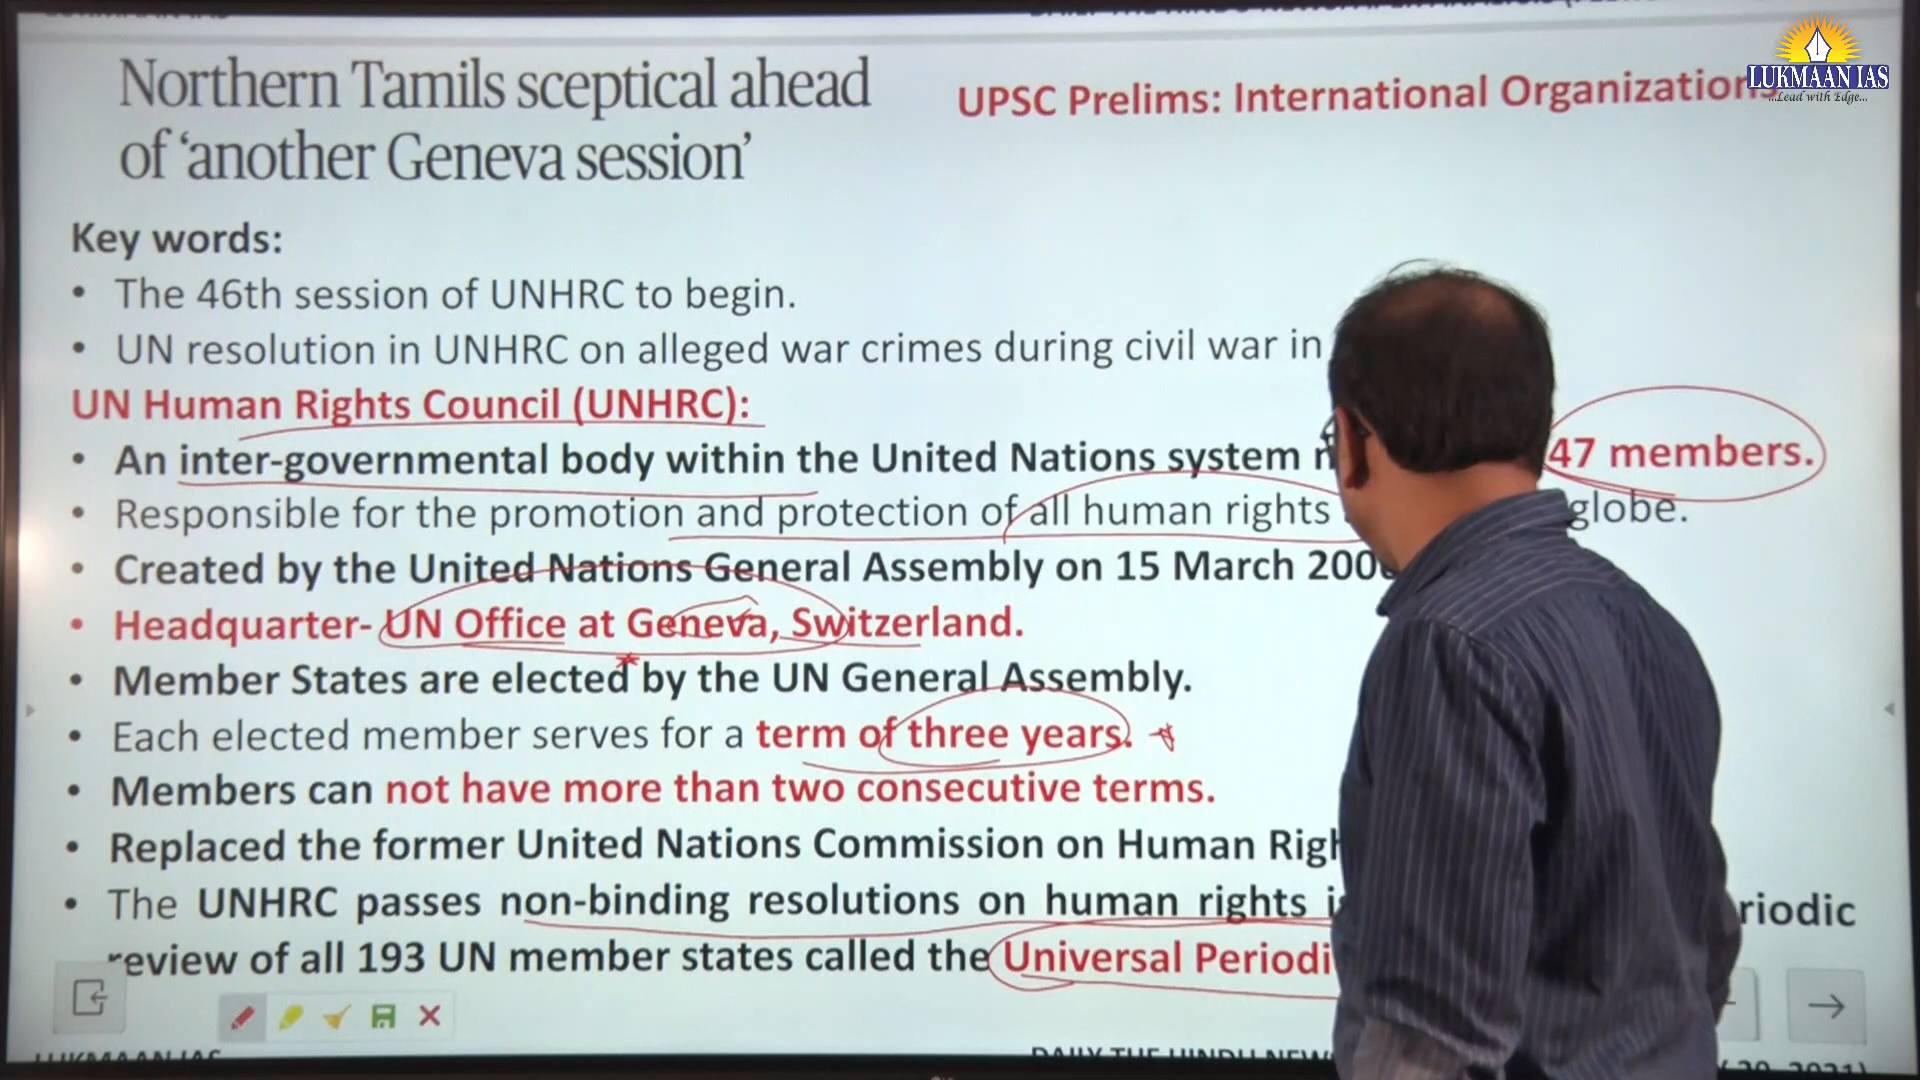 Northern Tamils sceptical ahead
of ‘another Geneva session’
UPSC Prelims: International Organization
LUKMAAN IAS
...Lead with Edge...
Key words:
• The 46th session of UNHRC to begin.
• UN resolution in UNHRC on alleged war crimes during civil war in
UN Human Rights Council (UNHRC):
• An inter-governmental body within the United Nations system 47 members.
• Responsible for the promotion and protection of all human rights globe.
• Created by the United Nations General Assembly on 15 March
• Headquarter- UN Office at Geneva, Switzerland.
• Member States are elected by the UN General Assembly.
• Each elected member serves for a term of three years.
• Members can not have more than two consecutive terms.
• Replaced the former United Nations Commission on Human
• The UNHRC passes non-binding resolutions on human rights riodic
review of all 193 UN member states called the Universal
LUKMAAN IAS